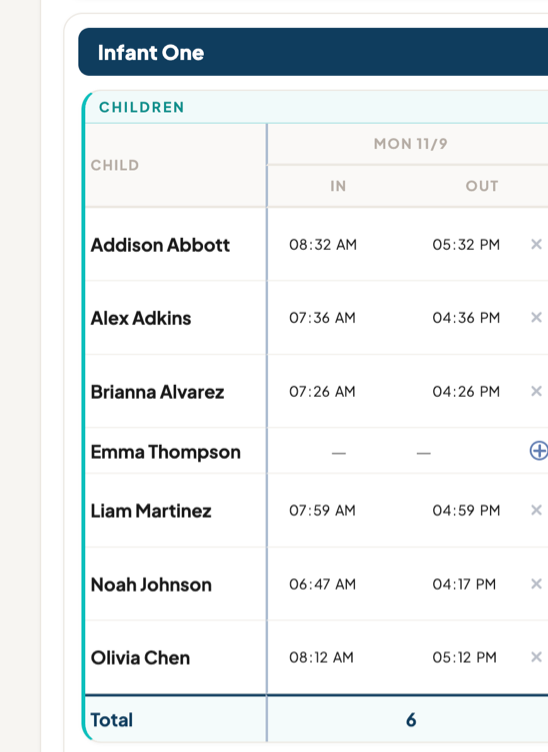 Infant One
CHILDREN
CHILD
MON 11/9
IN OUT
Addison Abbott 08:32 AM 05:32 PM ×
Alex Adkins 07:36 AM 04:36 PM ×
Brianna Alvarez 07:26 AM 04:26 PM ×
Emma Thompson — —
Liam Martinez 07:59 AM 04:59 PM ×
Noah Johnson 06:47 AM 04:17 PM ×
Olivia Chen 08:12 AM 05:12 PM ×
Total 6